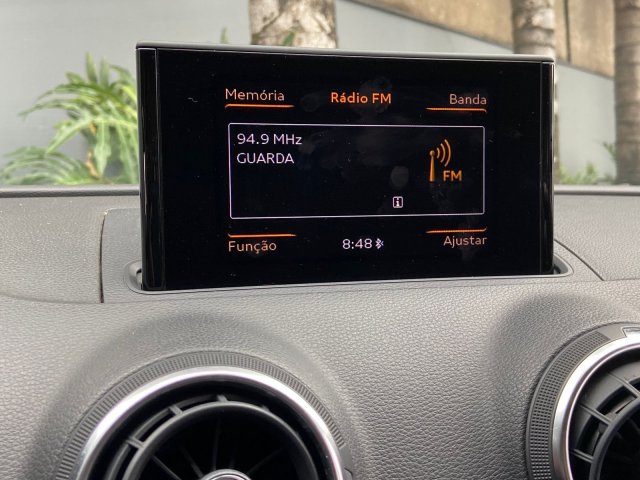 Memória Rádio FM Banda
94.9 MHz
GUARDA
FM
i
Função 8:48 Ajustar